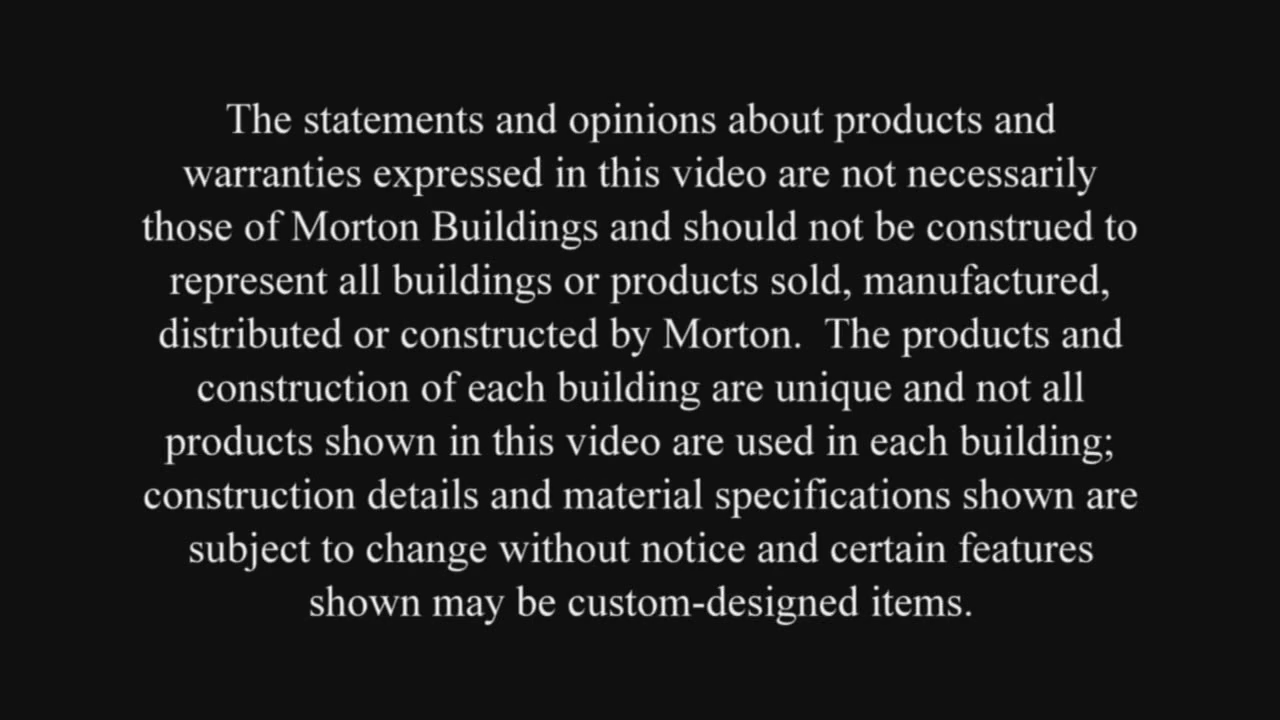 The statements and opinions about products and
warranties expressed in this video are not necessarily
those of Morton Buildings and should not be construed to
represent all buildings or products sold, manufactured,
distributed or constructed by Morton.  The products and
construction of each building are unique and not all
products shown in this video are used in each building;
construction details and material specifications shown are
subject to change without notice and certain features
shown may be custom-designed items.